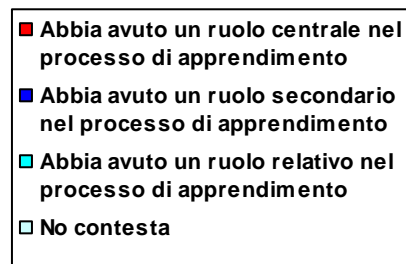 Abbia avuto un ruolo centrale nel
processo di apprendimento
Abbia avuto un ruolo secondario
nel processo di apprendimento
Abbia avuto un ruolo relativo nel
processo di apprendimento
No contesta